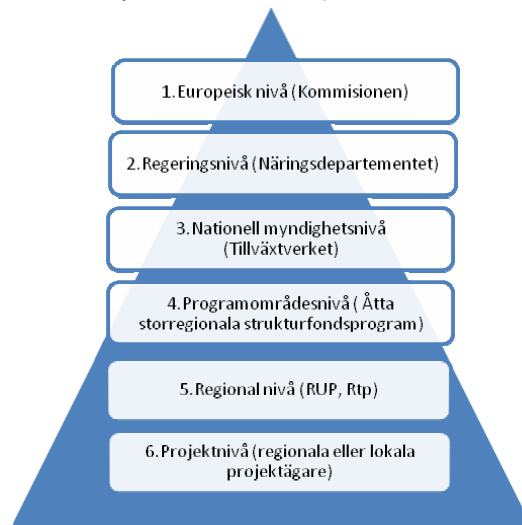 1. Europeisk nivå (Kommisionen)
2. Regeringsnivå (Näringsdepartementet)
3. Nationell myndighetsnivå
(Tillväxtverket)
4. Programområdesnivå ( Åtta
storregionala strukturfondsprogram)
5. Regional nivå (RUP, Rtp)
6. Projektnivå (regionala eller lokala
projektägare)